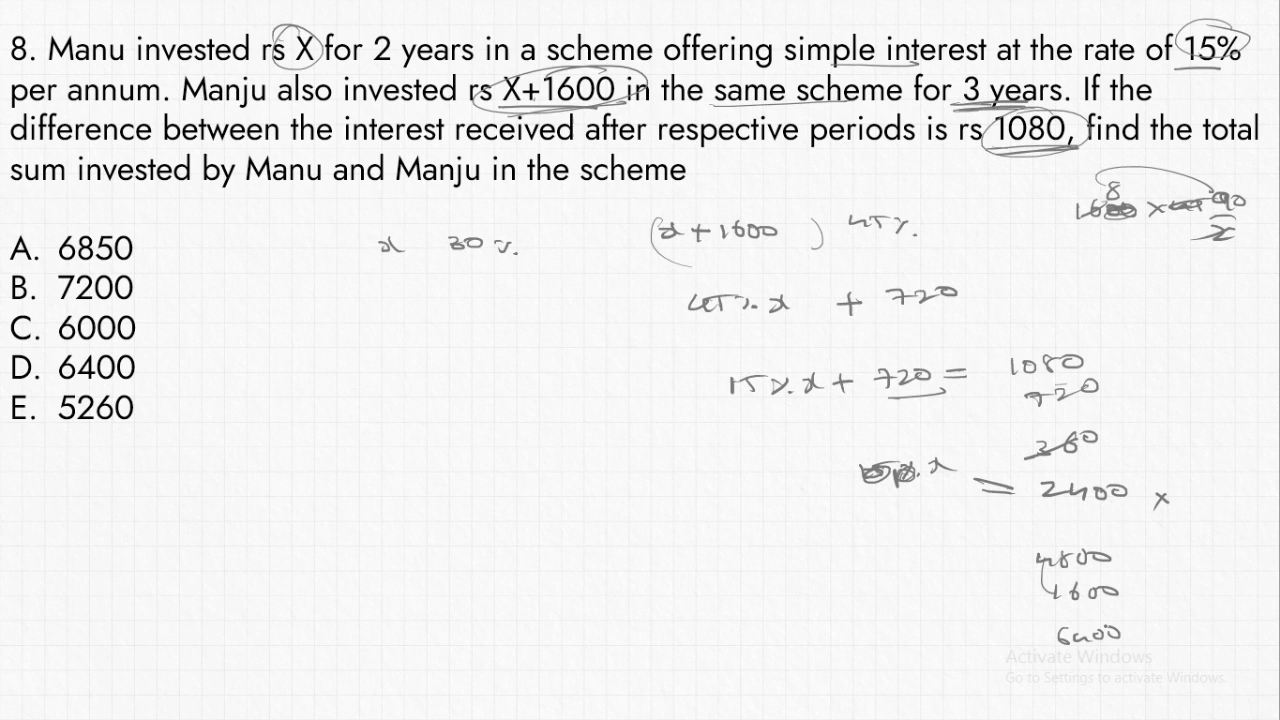 8. Manu invested rs X for 2 years in a scheme offering simple interest at the rate of 15%
per annum. Manju also invested rs X+1600 in the same scheme for 3 years. If the
difference between the interest received after respective periods is rs 1080, find the total
sum invested by Manu and Manju in the scheme
A. 6850
B. 7200
C. 6000
D. 6400
E. 5260
x 30%.
(x+1600) 45%.
45%.x + 720
15%.x + 720 = 1080
720
360
x = 2400 x
4800
1600
6400
Activate Windows
Go to Settings to activate Windows.